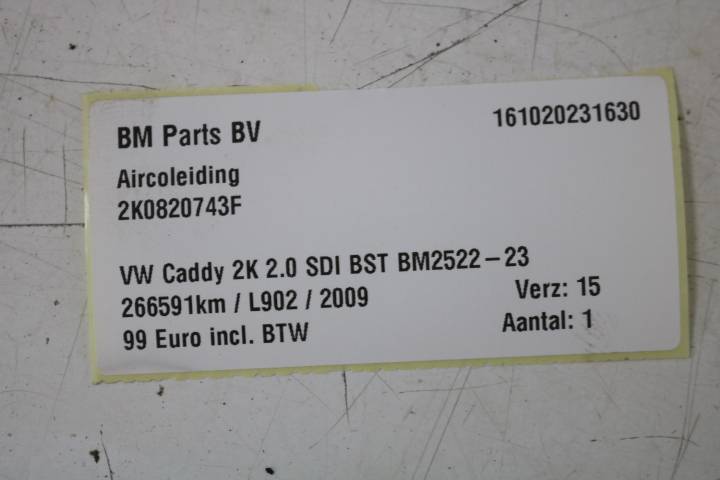 BM Parts BV 161020231630
Aircoleiding
2K0820743F
VW Caddy 2K 2.0 SDI BST BM2522-23
266591km / L902 / 2009 Verz: 15
99 Euro incl. BTW Aantal: 1